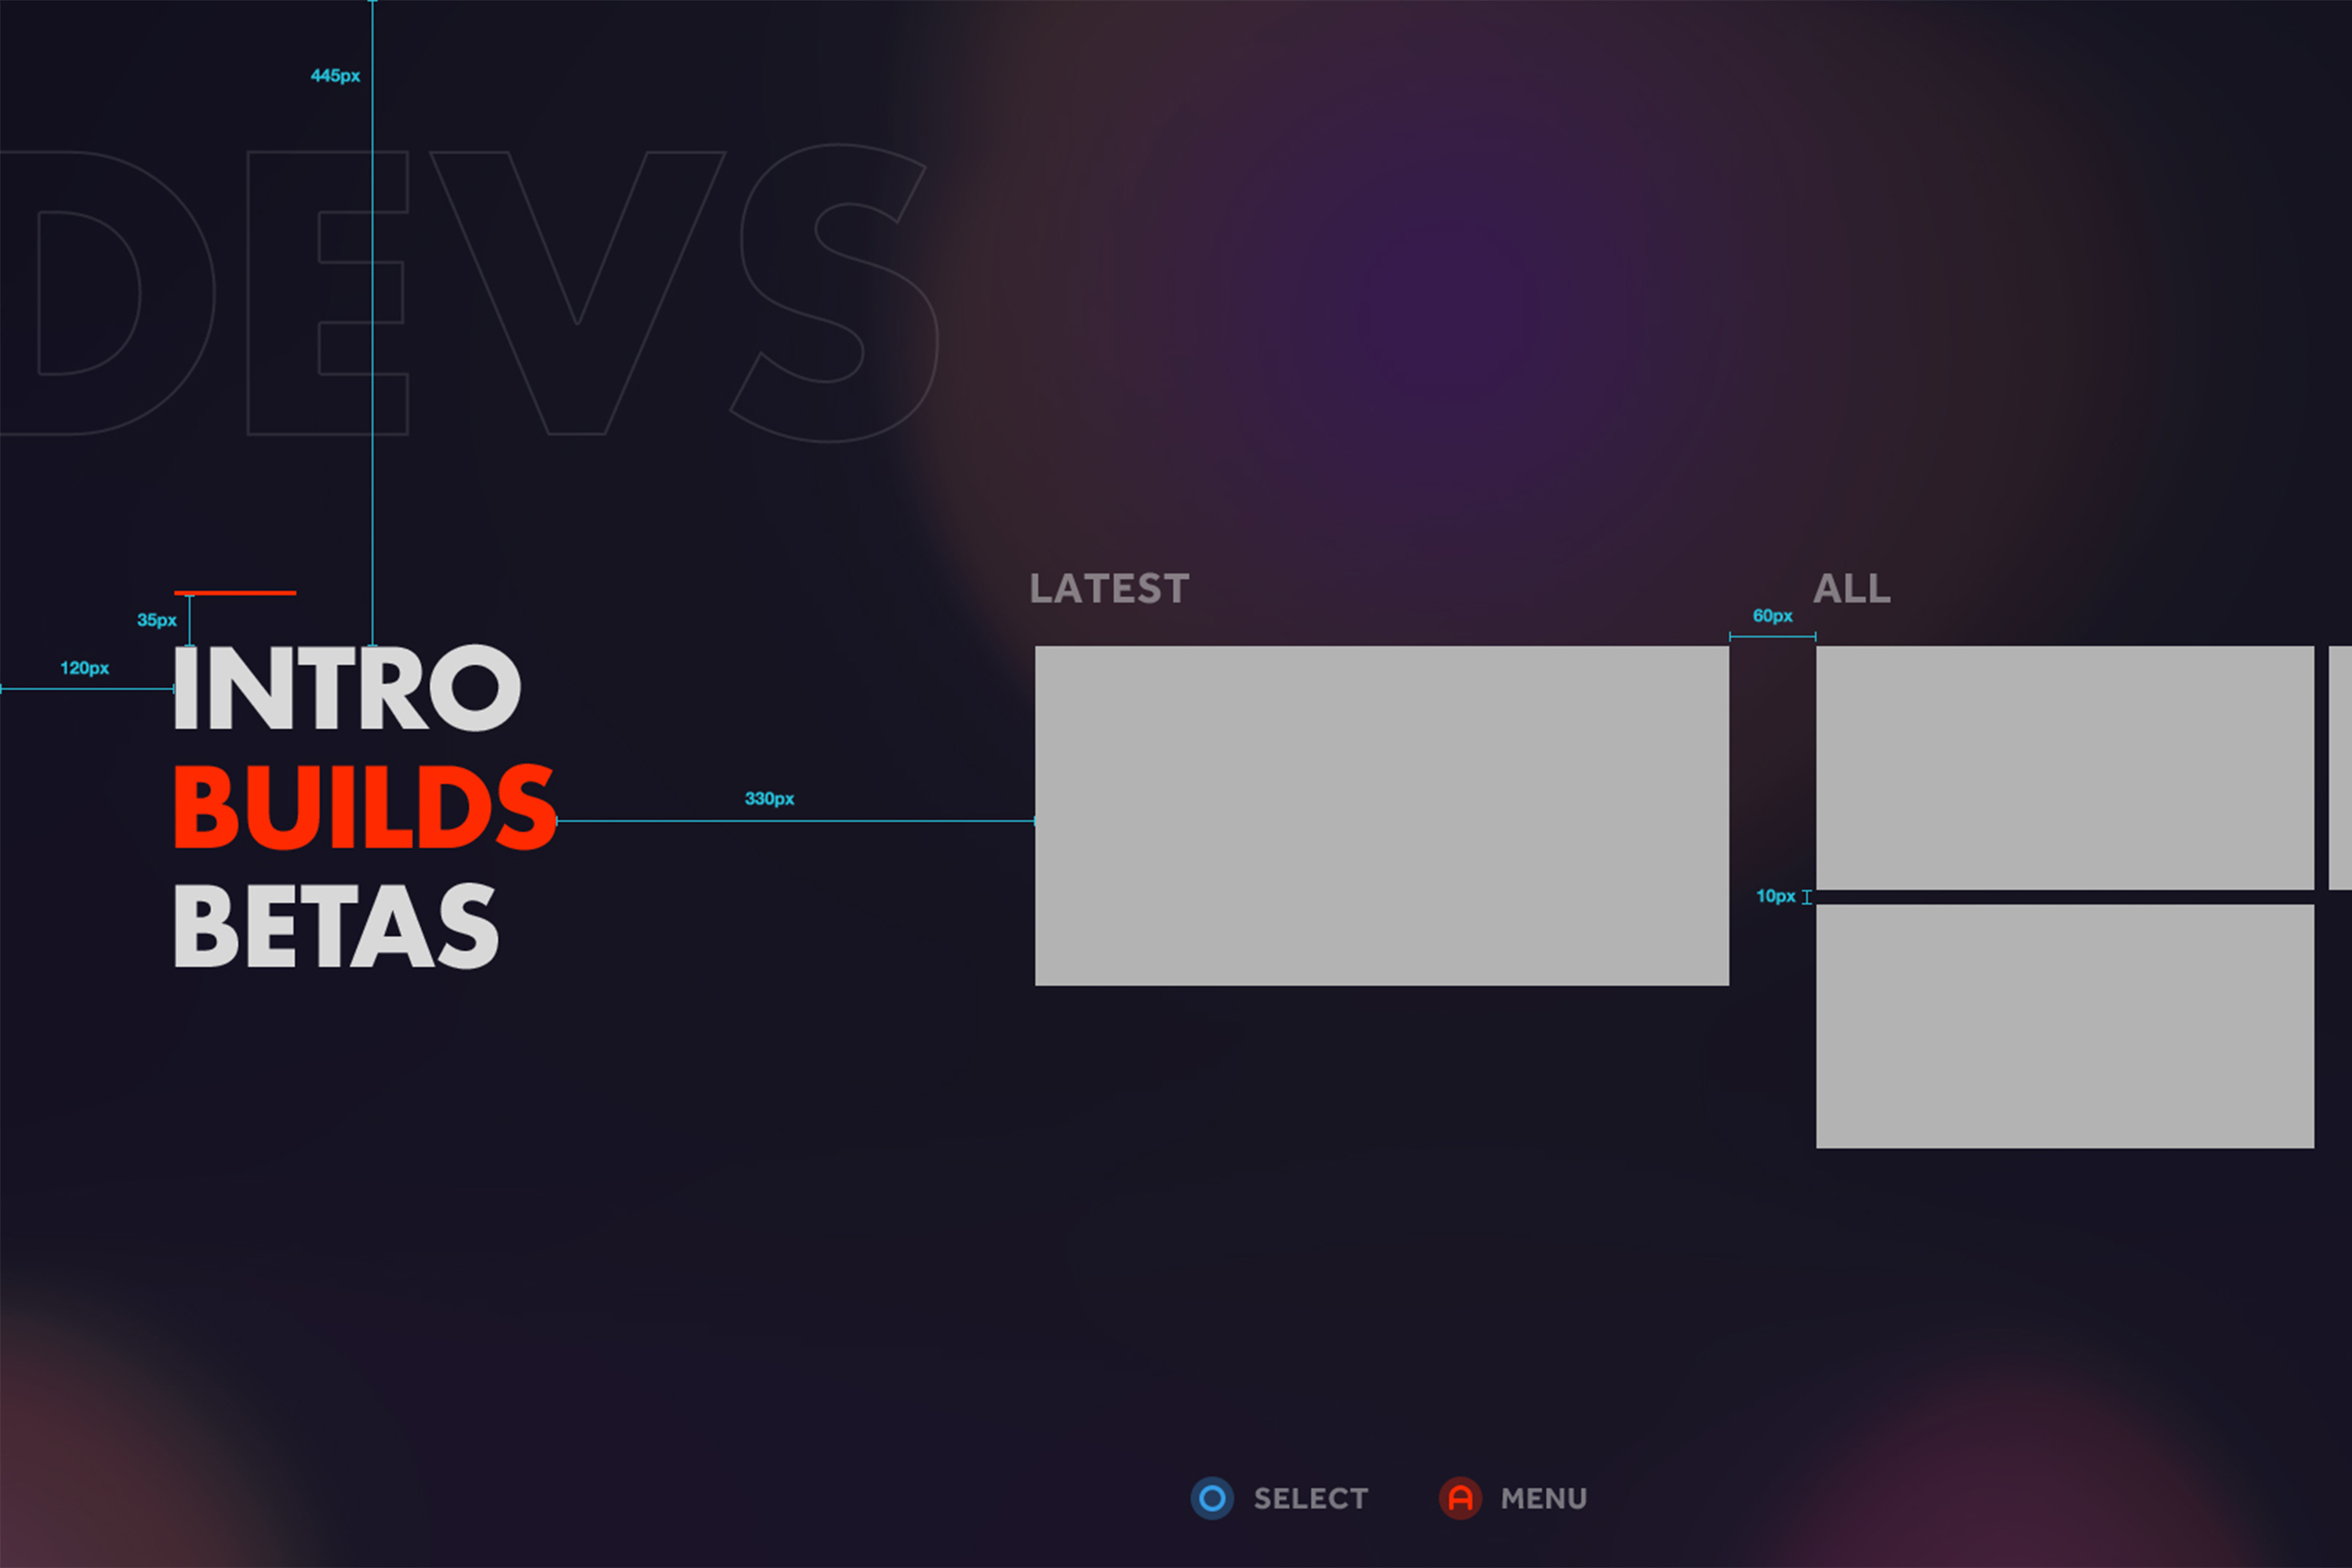 445px
DEVS
LATEST
ALL
35px
60px
120px
INTRO
BUILDS
330px
BETAS
10px
SELECT
A MENU